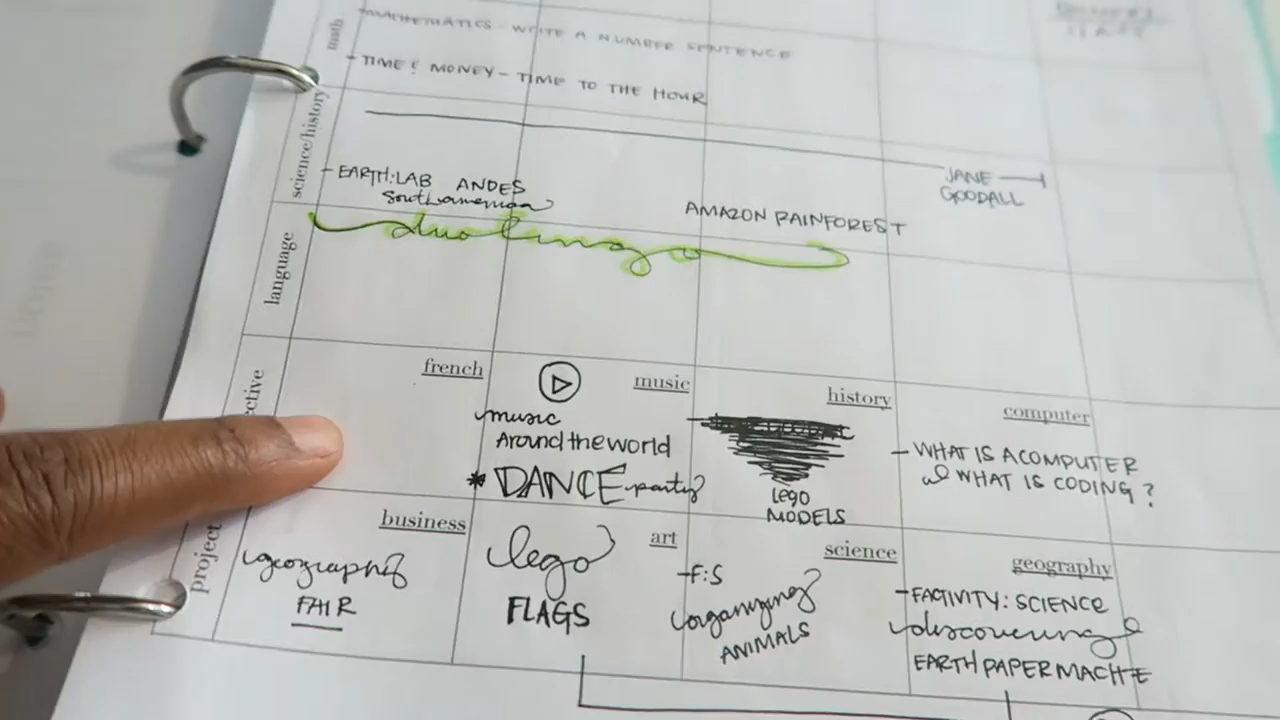 math
-MATHEMATICS - WRITE A NUMBER SENTENCE
-TIME & MONEY - TIME TO THE HOUR
science/history
- EARTH:LAB ANDES
South american
AMAZON RAINFOREST
JANE
GOODALL
language
duolingo
ective
french
music
music
Around the world
* DANCE party
history
LEGO
MODELS
computer
- WHAT IS A COMPUTER
& WHAT IS CODING?
project
business
geography
FAIR
art
lego
FLAGS
science
-F:S
organizing
ANIMALS
geography
-FACTIVITY: SCIENCE
discovering
EARTH PAPER MACHE